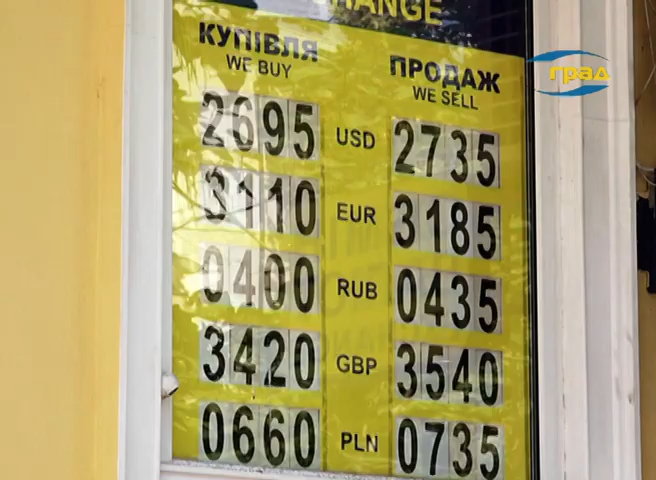 CHANGE
КУПІВЛЯ
WE BUY
ПРОДАЖ
WE SELL
град
2695 USD 2735
3110 EUR 3185
0400 RUB 0435
3420 GBP 3540
0660 PLN 0735